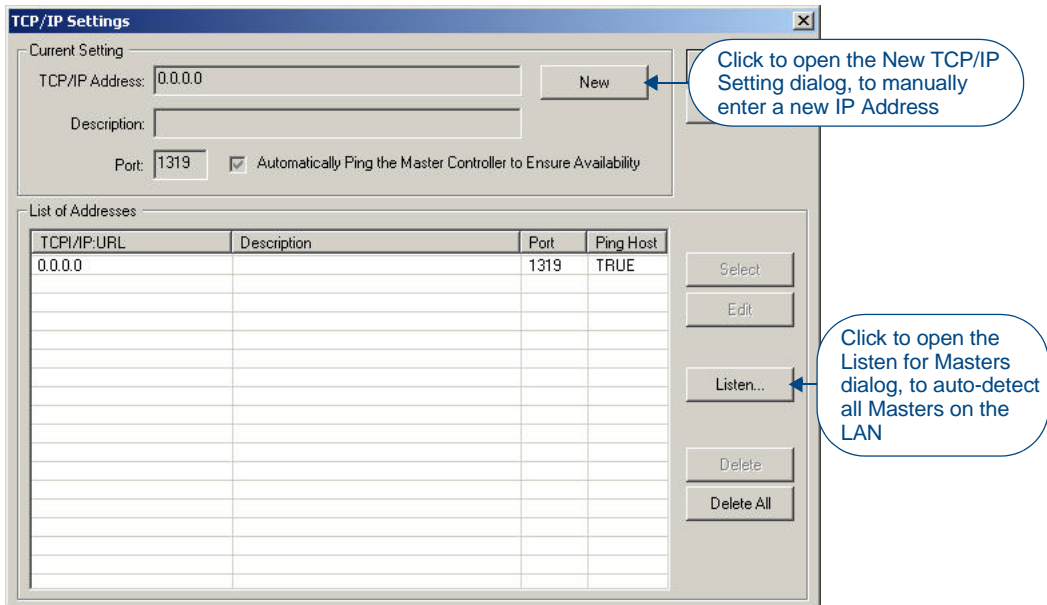 TCP/IP Settings
Current Setting
TCP/IP Address: 0.0.0.0
New
Click to open the New TCP/IP
Setting dialog, to manually
enter a new IP Address
Description:
Port: 1319
Automatically Ping the Master Controller to Ensure Availability
List of Addresses
TCPI/IP:URL Description Port Ping Host
0.0.0.0 1319 TRUE
Select
Edit
Listen...
Click to open the
Listen for Masters
dialog, to auto-detect
all Masters on the
LAN
Delete
Delete All